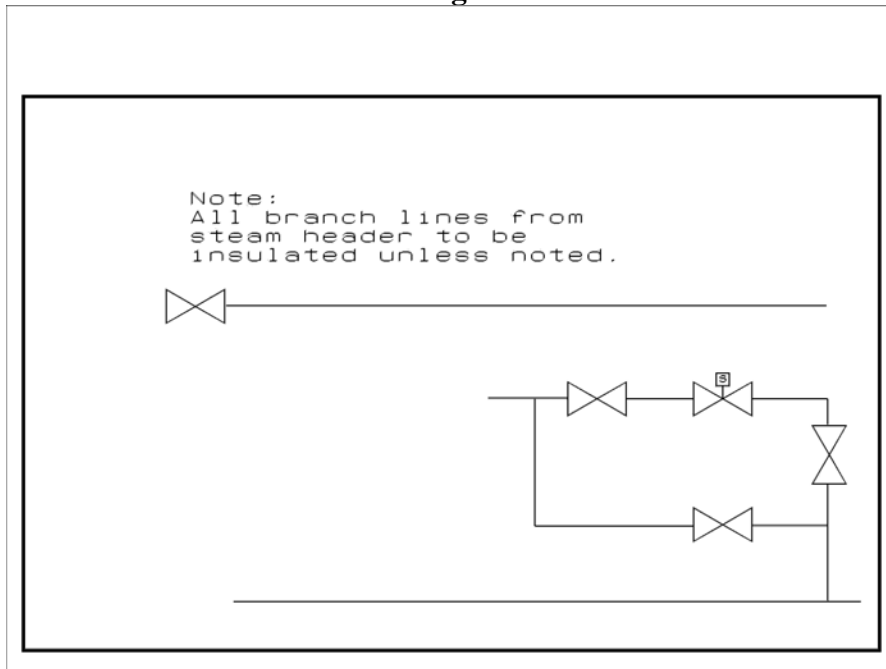 Note:
All branch lines from
steam header to be
insulated unless noted.
S